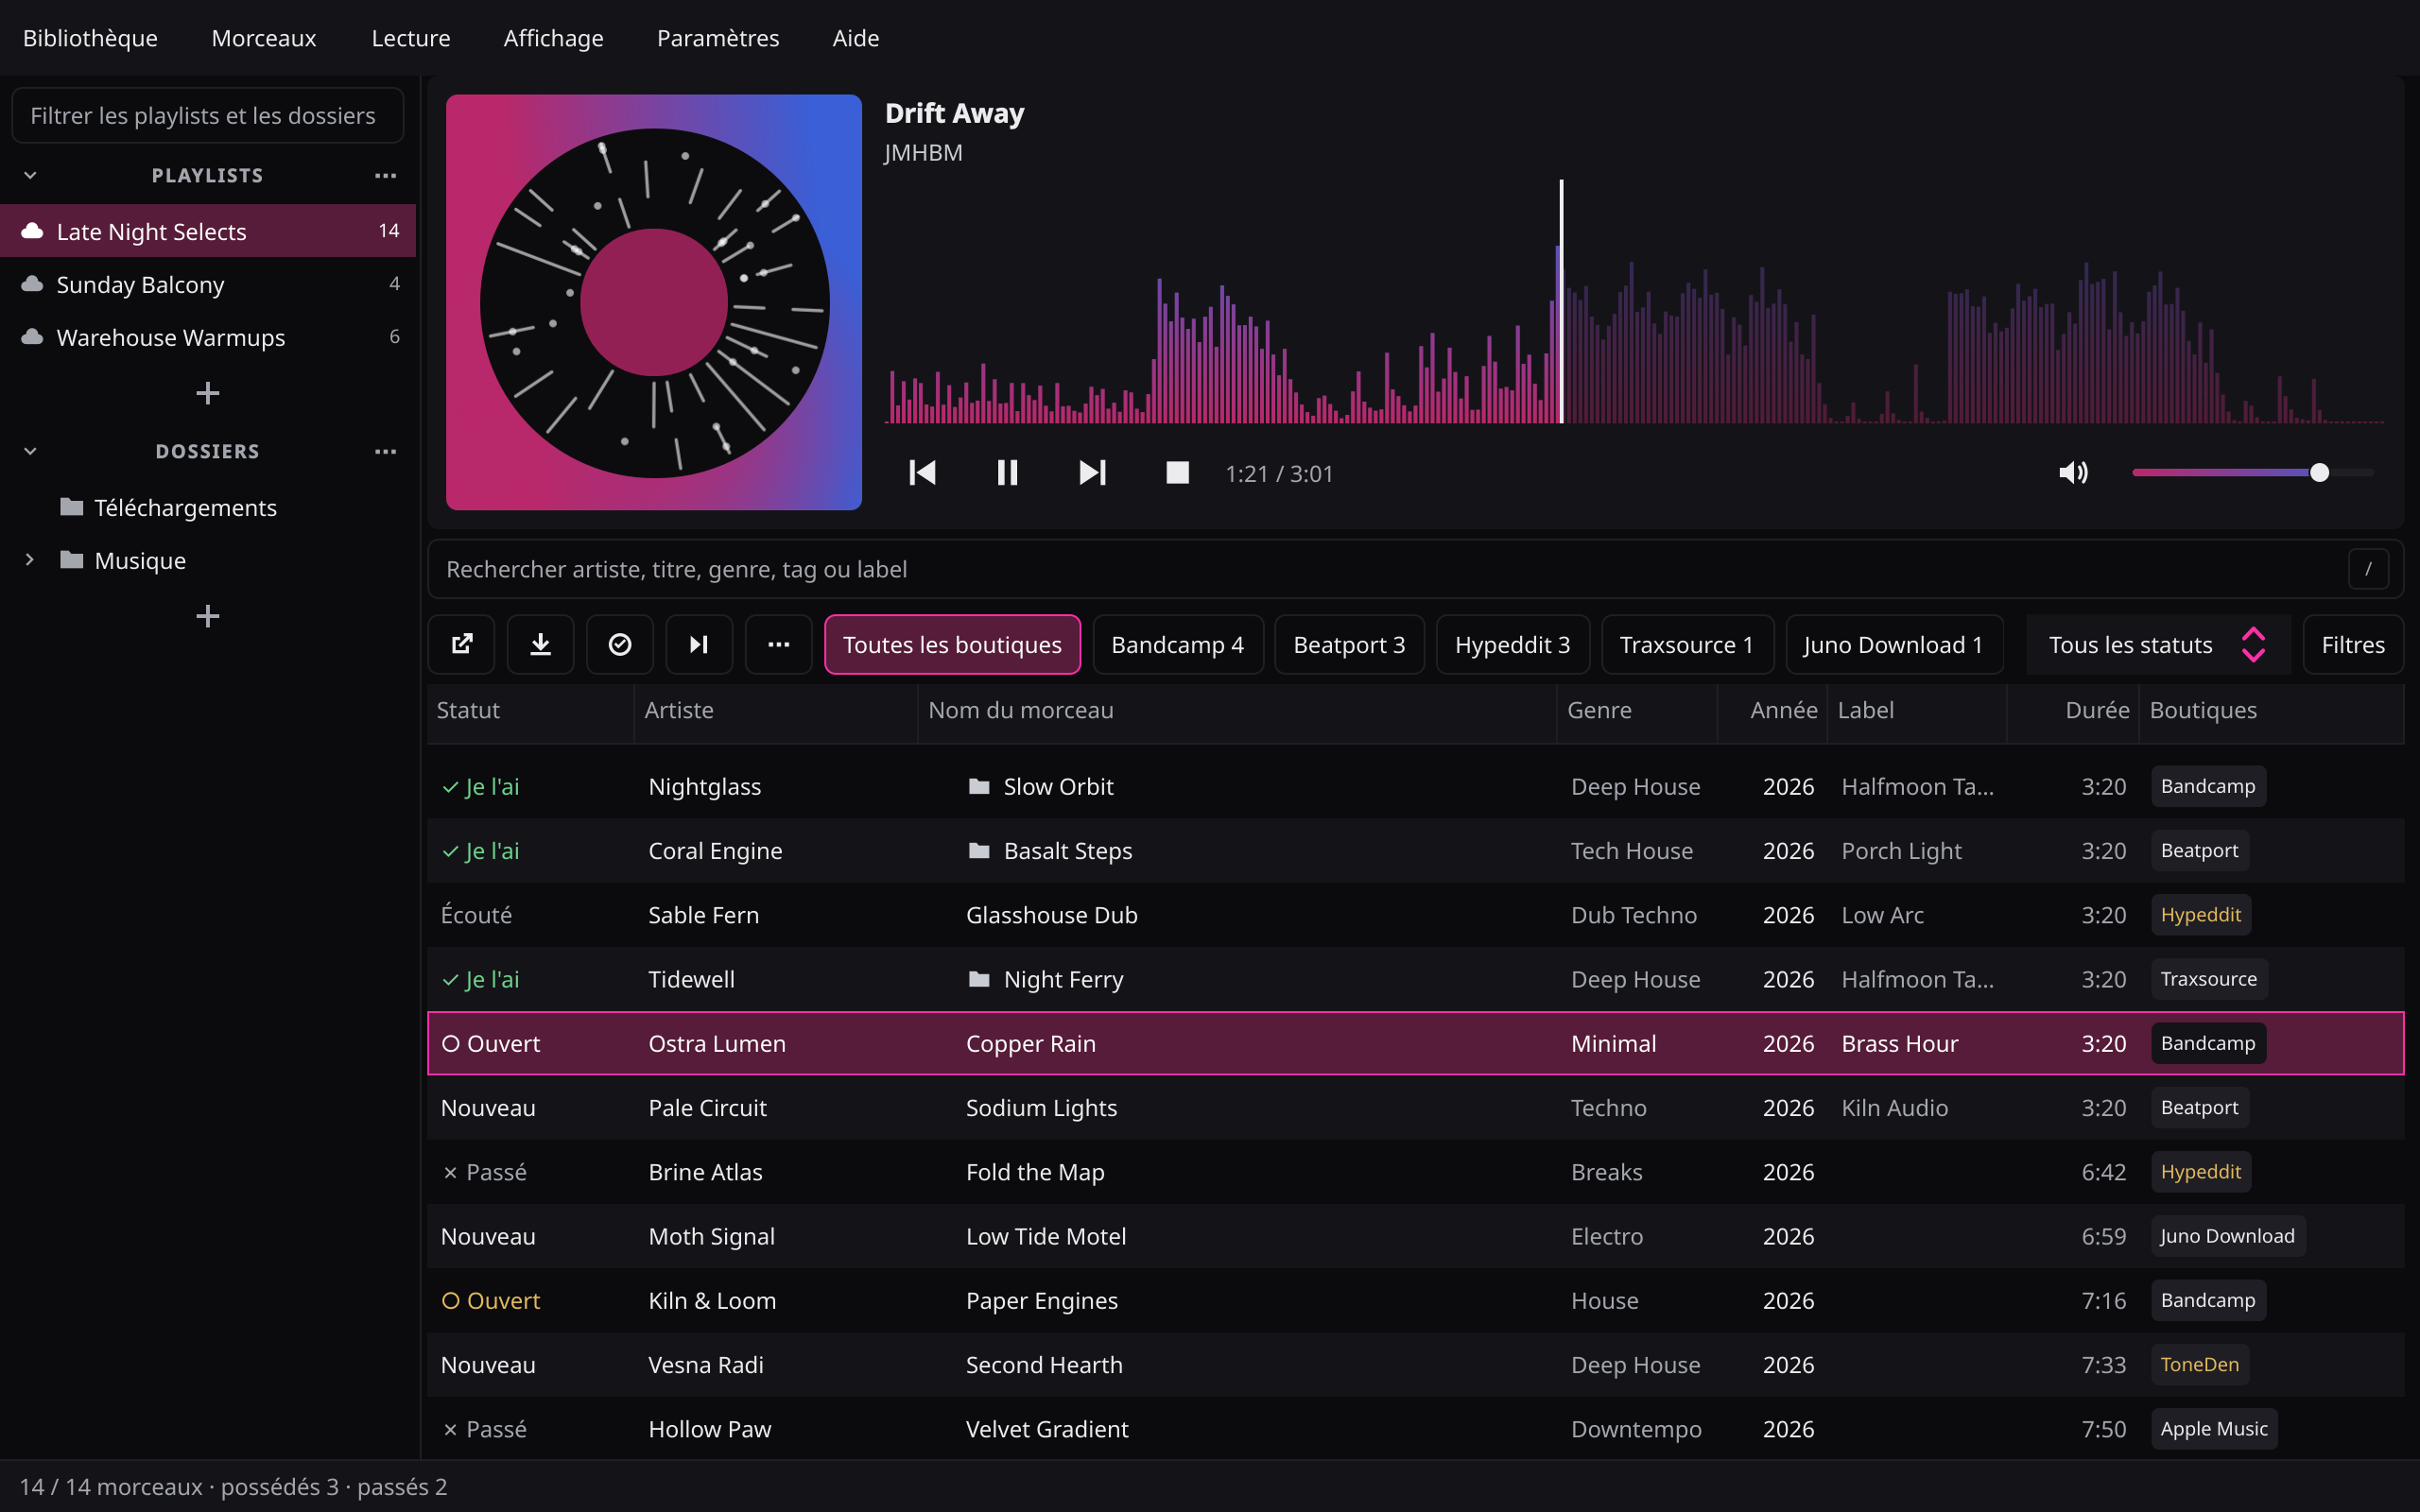 Bibliothèque Morceaux Lecture Affichage Paramètres Aide
Filtrer les playlists et les dossiers
PLAYLISTS
Late Night Selects 14
Sunday Balcony 4
Warehouse Warmups 6
DOSSIERS
Téléchargements
Musique
Drift Away
JMHBM
1:21 / 3:01
Rechercher artiste, titre, genre, tag ou label /
Toutes les boutiques Bandcamp 4 Beatport 3 Hypeddit 3 Traxsource 1 Juno Download 1 Tous les statuts Filtres
Statut Artiste Nom du morceau Genre Année Label Durée Boutiques
Je l'ai Nightglass Slow Orbit Deep House 2026 Halfmoon Ta... 3:20 Bandcamp
Je l'ai Coral Engine Basalt Steps Tech House 2026 Porch Light 3:20 Beatport
Écouté Sable Fern Glasshouse Dub Dub Techno 2026 Low Arc 3:20 Hypeddit
Je l'ai Tidewell Night Ferry Deep House 2026 Halfmoon Ta... 3:20 Traxsource
Ouvert Ostra Lumen Copper Rain Minimal 2026 Brass Hour 3:20 Bandcamp
Nouveau Pale Circuit Sodium Lights Techno 2026 Kiln Audio 3:20 Beatport
Passé Brine Atlas Fold the Map Breaks 2026 6:42 Hypeddit
Nouveau Moth Signal Low Tide Motel Electro 2026 6:59 Juno Download
Ouvert Kiln & Loom Paper Engines House 2026 7:16 Bandcamp
Nouveau Vesna Radi Second Hearth Deep House 2026 7:33 ToneDen
Passé Hollow Paw Velvet Gradient Downtempo 2026 7:50 Apple Music
14 / 14 morceaux · possédés 3 · passés 2